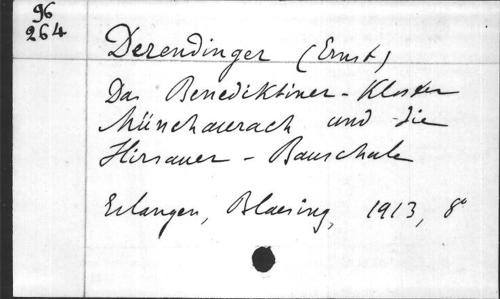 96
264
Derendinger (Ernst)
Das Benediktiner-Kloster
Münchaurach und die
Hirsauer-Bauschule
Erlangen, Blaesing, 1913, 8°